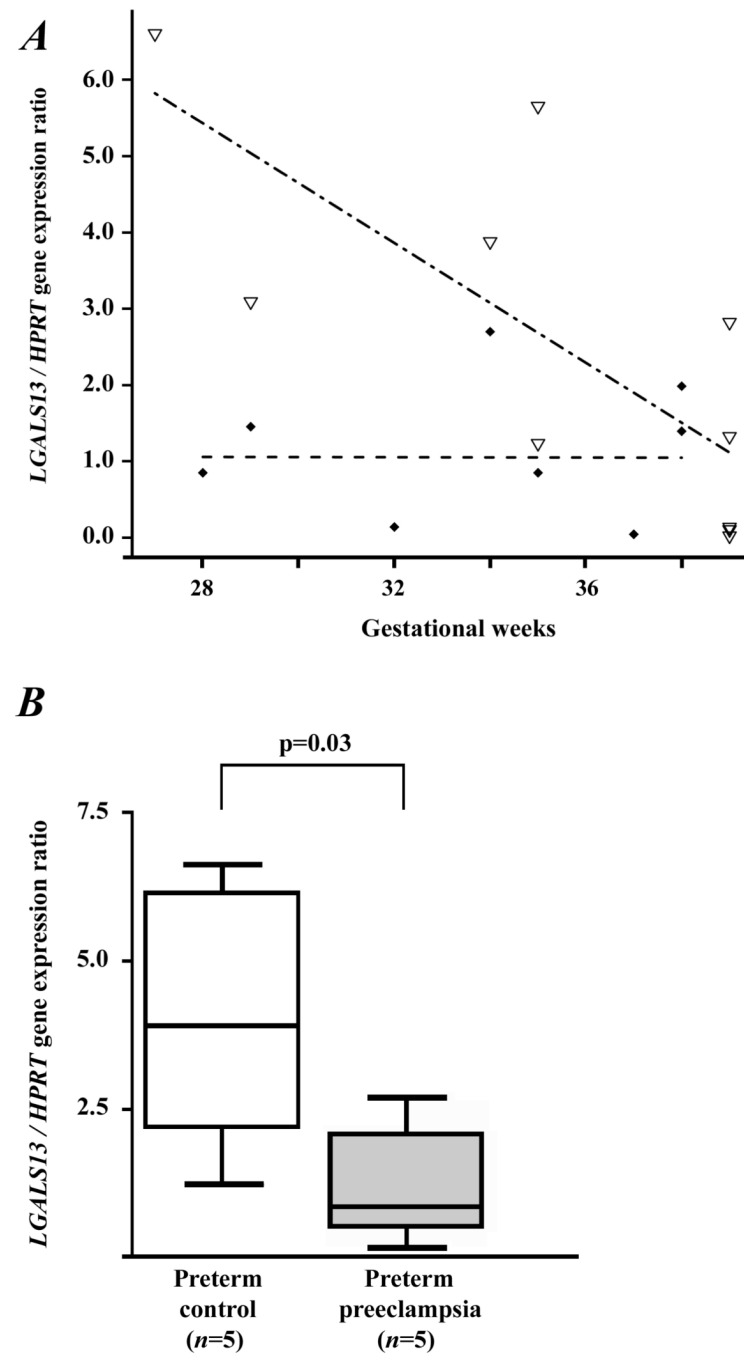 A
LGALS13 / HPRT gene expression ratio
6.0
5.0
4.0
3.0
2.0
1.0
0.0
28
32
36
Gestational weeks
B
p=0.03
LGALS13 / HPRT gene expression ratio
7.5
5.0
2.5
Preterm
control
(n=5)
Preterm
preeclampsia
(n=5)